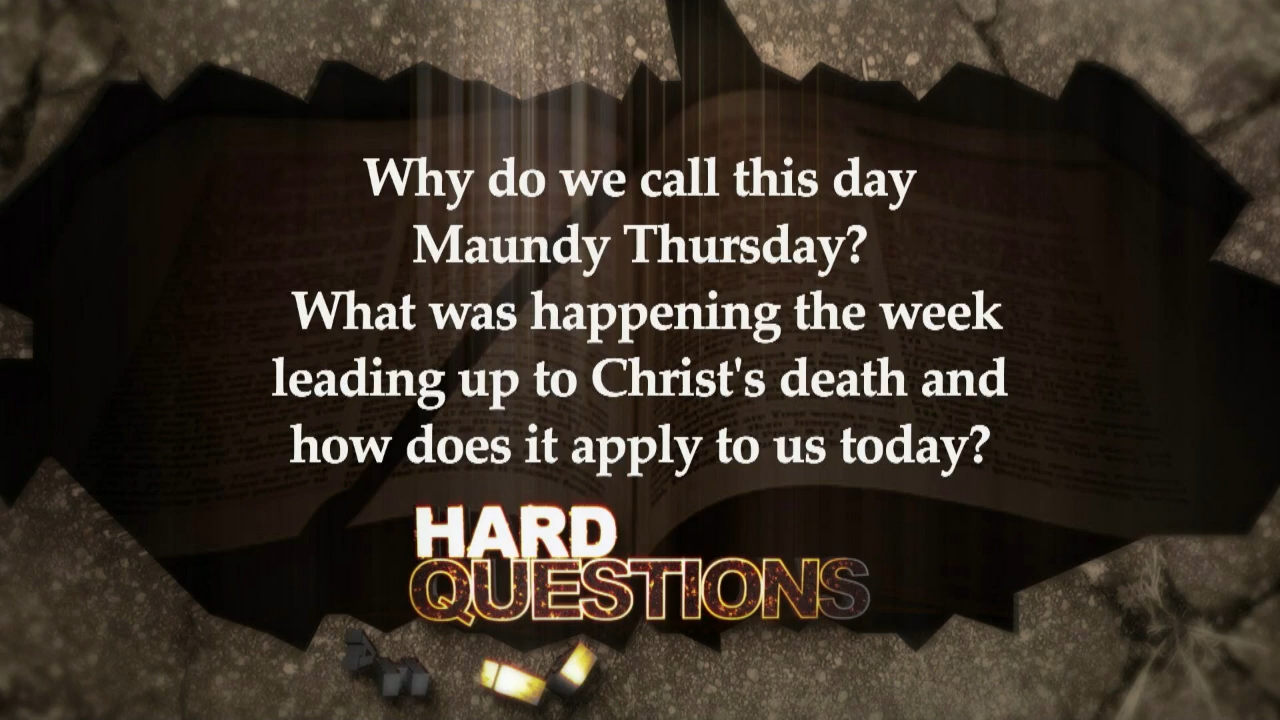 Why do we call this day
Maundy Thursday?
What was happening the week
leading up to Christ's death and
how does it apply to us today?
HARD
QUESTIONS